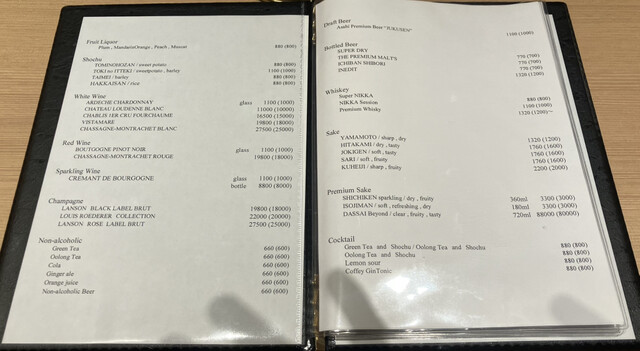 Fruit Liquor
Plum , MandarinOrange , Peach , Muscat 880 (800)
Shochu
TOMINOHOZAN / sweet potato 880 (800)
TOKI no ITTEKI / sweetpotato , barley 1100 (1000)
TAIMEI / barley 880 (800)
HAKKAISAN / rice 880 (800)
White Wine
ARDECHE CHARDONNAY glass 1100 (1000)
CHATEAU LOUDENNE BLANC 11000 (10000)
CHABLIS 1ER CRU FOURCHAUME 16500 (15000)
VISTAMARE 19800 (18000)
CHASSAGNE-MONTRACHET BLANC 27500 (25000)
Red Wine
BOUTOGNE PINOT NOIR glass 1100 (1000)
CHASSAGNE-MONTRACHET ROUGE 19800 (18000)
Sparkling Wine
CREMANT DE BOURGOGNE glass 1100 (1000)
bottle 8800 (8000)
Champagne
LANSON BLACK LABEL BRUT 19800 (18000)
LOUIS ROEDERER COLLECTION 22000 (20000)
LANSON ROSE LABEL BRUT 27500 (25000)
Non-alcoholic
Green Tea 660 (600)
Oolong Tea 660 (600)
Cola 660 (600)
Ginger ale 660 (600)
Orange juice 660 (600)
Non-alcoholic Beer 660 (600)
Draft Beer
Asahi Premium Beer "JUKUSEN" 1100 (1000)
Bottled Beer
SUPER DRY 770 (700)
THE PREMIUM MALT'S 770 (700)
ICHIBAN SHIBORI 770 (700)
INEDIT 1320 (1200)
Whiskey
Super NIKKA 880 (800)
NIKKA Session 1100 (1000)
Premium Whisky 1320 (1200)~
Sake
YAMAMOTO / sharp , dry 1320 (1200)
HITAKAMI / dry , tasty 1760 (1600)
JOKIGEN / soft , tasty 1760 (1600)
SARI / soft , fruity 1760 (1600)
KUHEIJI / sharp , fruity 2200 (2000)
Premium Sake
SHICHIKEN sparkling / dry , fruity 360ml 3300 (3000)
ISOJIMAN / soft , refreshing , dry 180ml 3300 (3000)
DASSAI Beyond / clear , fruity , tasty 720ml 88000 (80000)
Cocktail
Green Tea and Shochu / Oolong Tea and Shochu 880 (800)
Oolong Tea and Shochu 880 (800)
Lemon sour 880 (800)
Coffey GinTonic 880 (800)